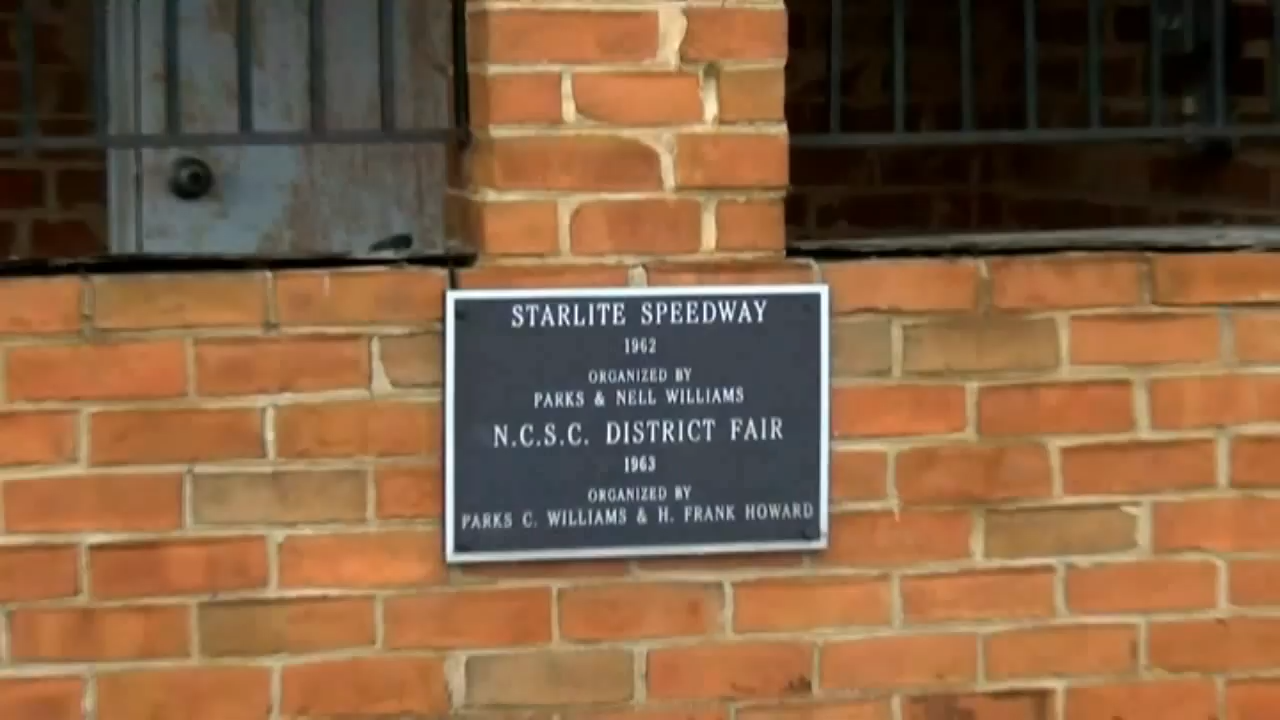 STARLITE SPEEDWAY
1962
ORGANIZED BY
PARKS & NELL WILLIAMS
N.C.S.C. DISTRICT FAIR
1963
ORGANIZED BY
PARKS C. WILLIAMS & H. FRANK HOWARD